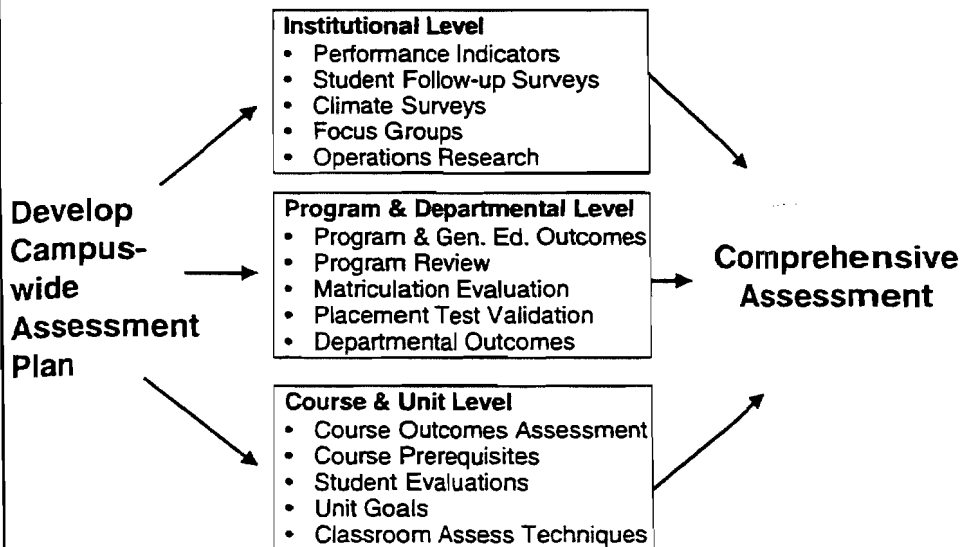 Develop
Campus-
wide
Assessment
Plan
Institutional Level
• Performance Indicators
• Student Follow-up Surveys
• Climate Surveys
• Focus Groups
• Operations Research
Program & Departmental Level
• Program & Gen. Ed. Outcomes
• Program Review
• Matriculation Evaluation
• Placement Test Validation
• Departmental Outcomes
Course & Unit Level
• Course Outcomes Assessment
• Course Prerequisites
• Student Evaluations
• Unit Goals
• Classroom Assess Techniques
Comprehensive
Assessment